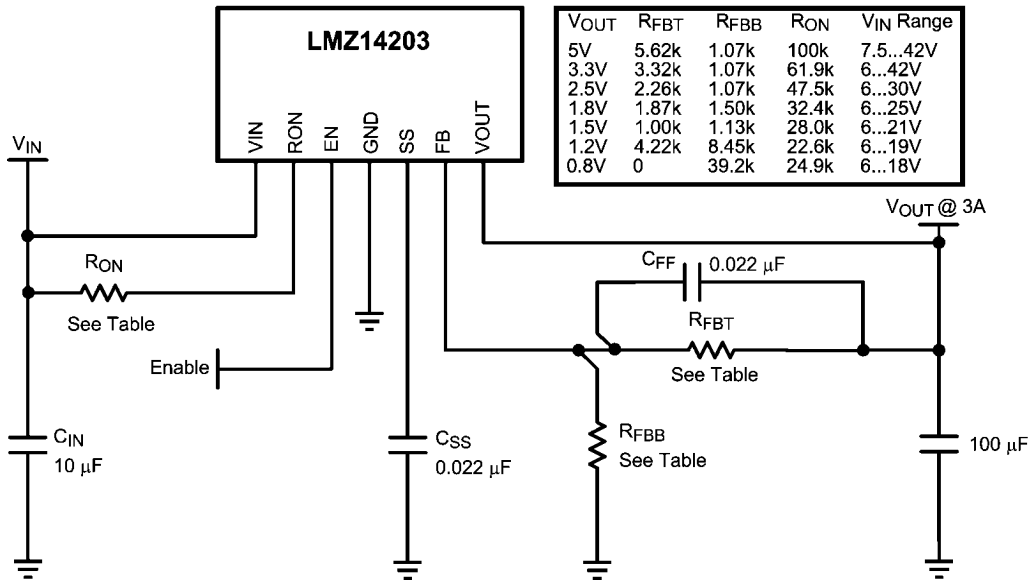 LMZ14203
VIN
RON
EN
GND
SS
FB
VOUT
VOUT RFBT RFBB RON VIN Range
5V 5.62k 1.07k 100k 7.5...42V
3.3V 3.32k 1.07k 61.9k 6...42V
2.5V 2.26k 1.07k 47.5k 6...30V
1.8V 1.87k 1.50k 32.4k 6...25V
1.5V 1.00k 1.13k 28.0k 6...21V
1.2V 4.22k 8.45k 22.6k 6...19V
0.8V 0 39.2k 24.9k 6...18V
VIN
VOUT @ 3A
RON
See Table
Enable
CFF 0.022 µF
RFBT
See Table
CIN
10 µF
CSS
0.022 µF
RFBB
See Table
100 µF